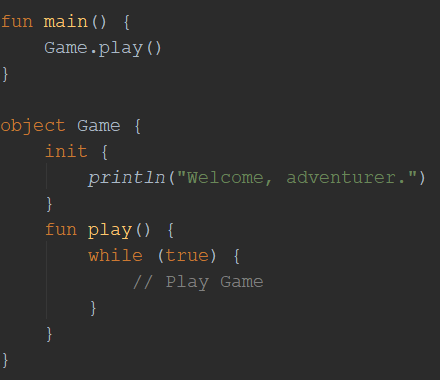 fun main() {
    Game.play()
}

object Game {
    init {
        println("Welcome, adventurer.")
    }
    fun play() {
        while (true) {
            // Play Game
        }
    }
}